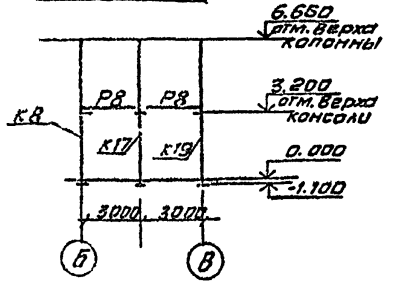 6.650
отм. верха
колонны
Р8 Р8
3.200
отм. верха
консоли
К8
К17
К19
0.000
-1.100
3000 3000
Б В